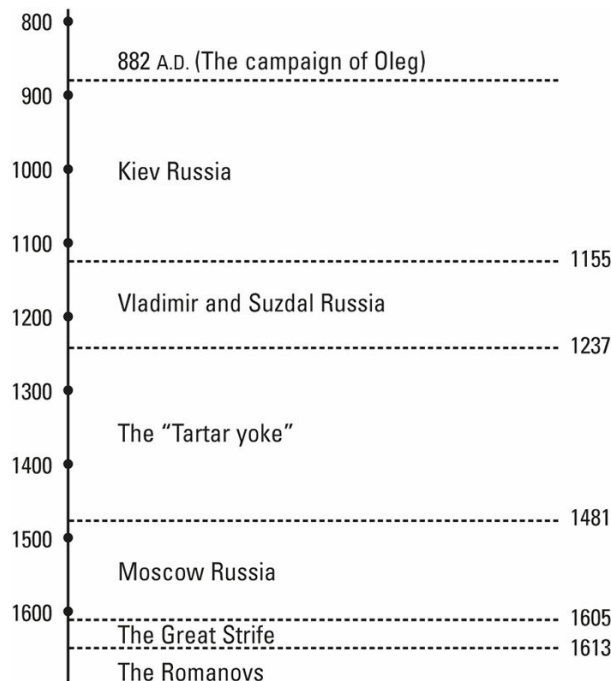 800
882 A.D. (The campaign of Oleg)
900
1000
Kiev Russia
1100
1155
Vladimir and Suzdal Russia
1200
1237
1300
The “Tartar yoke”
1400
1481
1500
Moscow Russia
1600
1605
The Great Strife
1613
The Romanovs